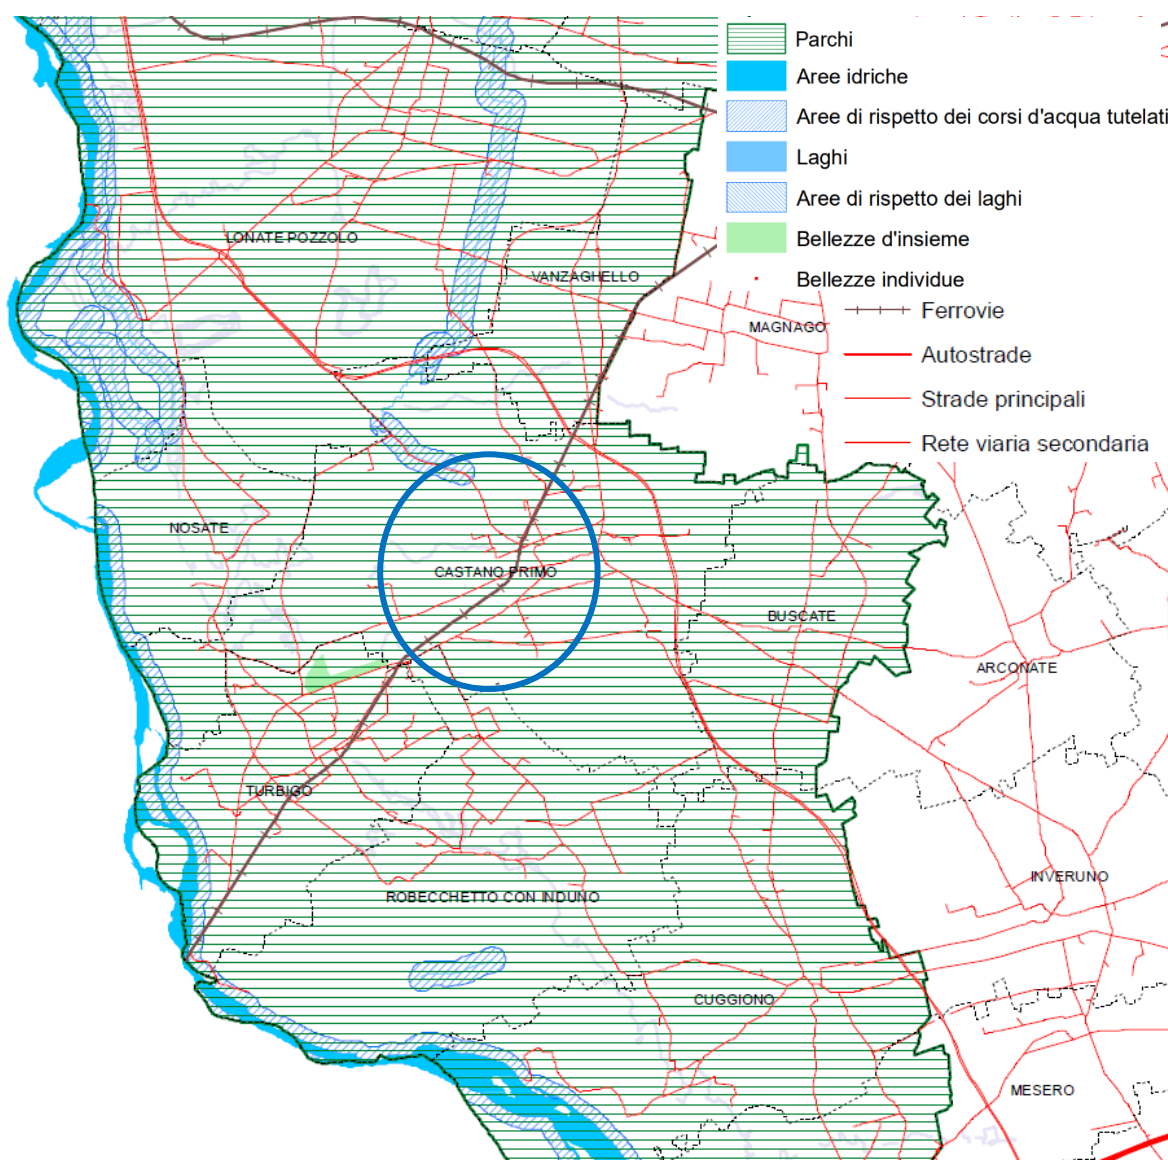 Parchi
Aree idriche
Aree di rispetto dei corsi d'acqua tutelati
Laghi
Aree di rispetto dei laghi
Bellezze d'insieme
Bellezze individue
Ferrovie
Autostrade
Strade principali
Rete viaria secondaria
LONATE POZZOLO
VANZAGHELLO
MAGNAGO
NOSATE
CASTANO PRIMO
BUSCATE
ARCONATE
TURBIGO
INVERUNO
ROBECCHETTO CON INDUNO
CUGGIONO
MESERO